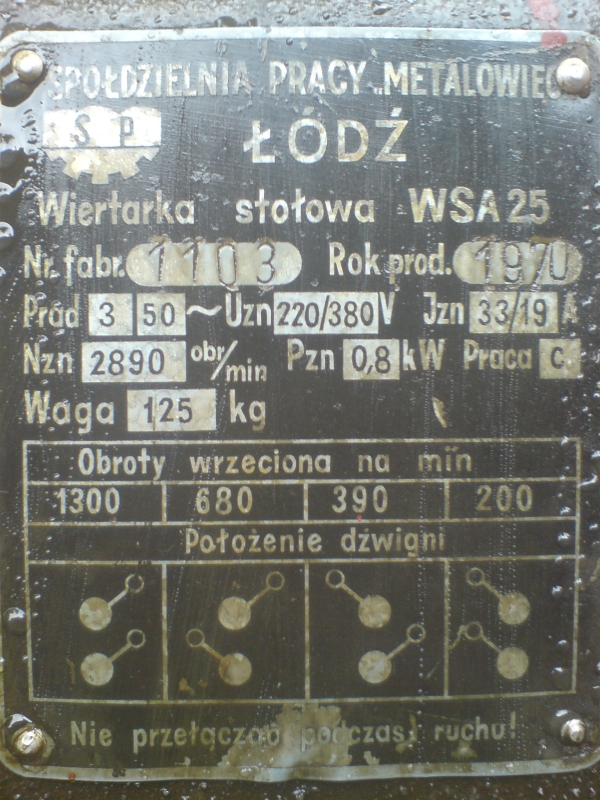 SPÓŁDZIELNIA PRACY „METALOWIEC
S P
ŁÓDŹ
Wiertarka stołowa WSA 25
Nr. fabr. 1103 Rok prod. 1970
Prąd 3 50 ~ Uzn 220/380 V Jzn 33/19 A
Nzn 2890 obr/min Pzn 0,8 kW Praca c.
Waga 125 kg
Obroty wrzeciona na min
1300 680 390 200
Położenie dźwigni
Nie przełączać podczas ruchu!